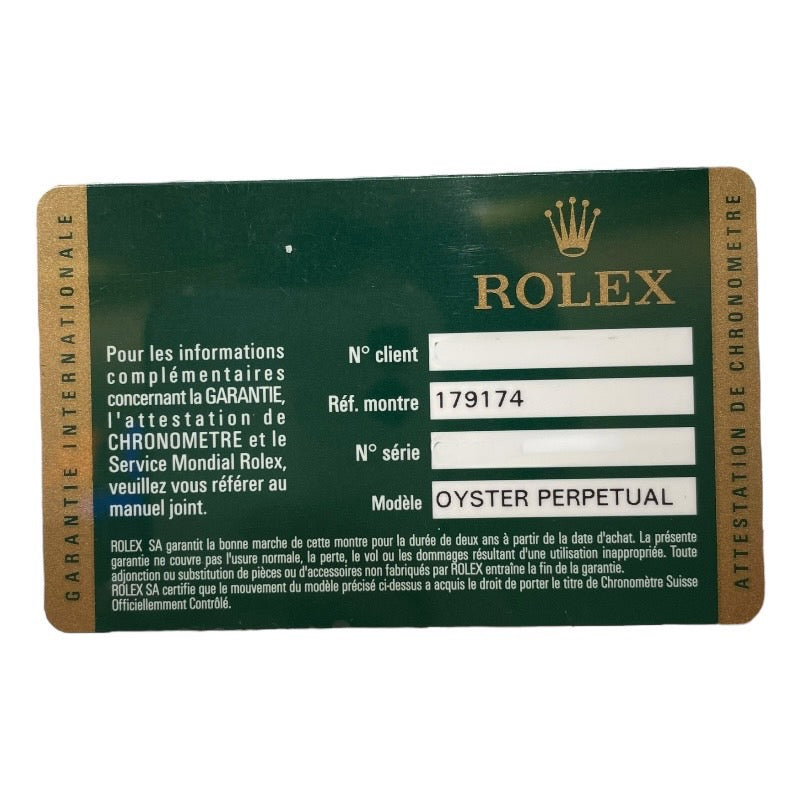 GARANTIE INTERNATIONALE
ROLEX
Pour les informations
complémentaires
concernant la GARANTIE,
l'attestation de
CHRONOMETRE et le
Service Mondial Rolex,
veuillez vous référer au
manuel joint.
N° client
Réf. montre 179174
N° série
Modèle OYSTER PERPETUAL
ROLEX SA garantit la bonne marche de cette montre pour la durée de deux ans à partir de la date d'achat. La présente
garantie ne couvre pas l'usure normale, la perte, le vol ou les dommages résultant d'une utilisation inappropriée. Toute
adjonction ou substitution de pièces ou d'accessoires non fabriqués par ROLEX entraîne la fin de la garantie.
ROLEX SA certifie que le mouvement du modèle précisé ci-dessus a acquis le droit de porter le titre de Chronomètre Suisse
Officiellement Contrôlé.
ATTESTATION DE CHRONOMETRE